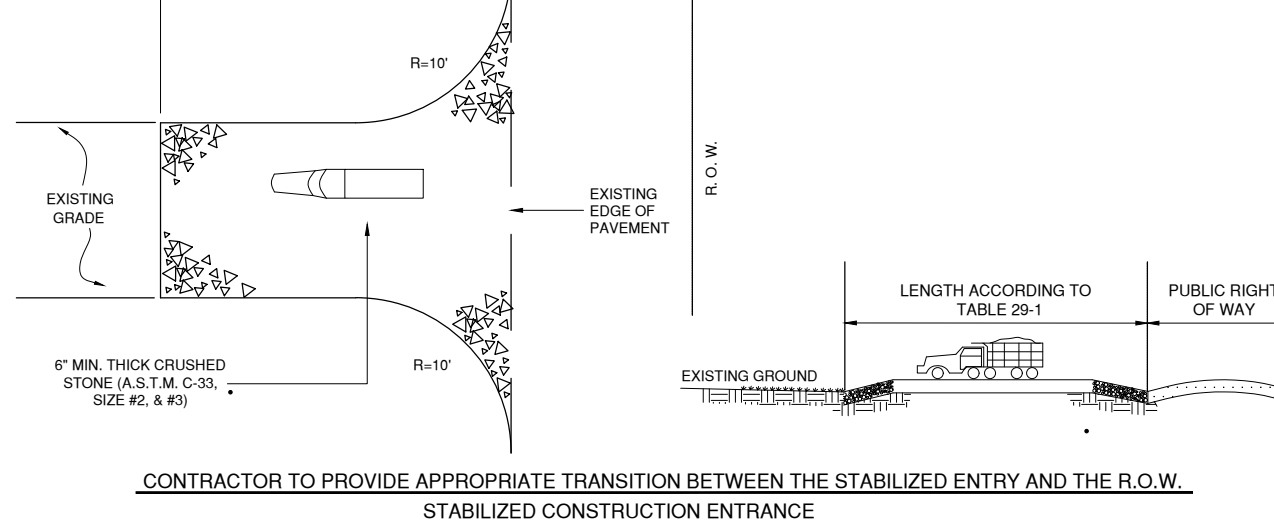 R=10'
EXISTING
GRADE
EXISTING
EDGE OF
PAVEMENT
R. O. W.
R=10'
6" MIN. THICK CRUSHED
STONE (A.S.T.M. C-33,
SIZE #2, & #3)
LENGTH ACCORDING TO
TABLE 29-1
PUBLIC RIGHT
OF WAY
EXISTING GROUND
CONTRACTOR TO PROVIDE APPROPRIATE TRANSITION BETWEEN THE STABILIZED ENTRY AND THE R.O.W.
STABILIZED CONSTRUCTION ENTRANCE